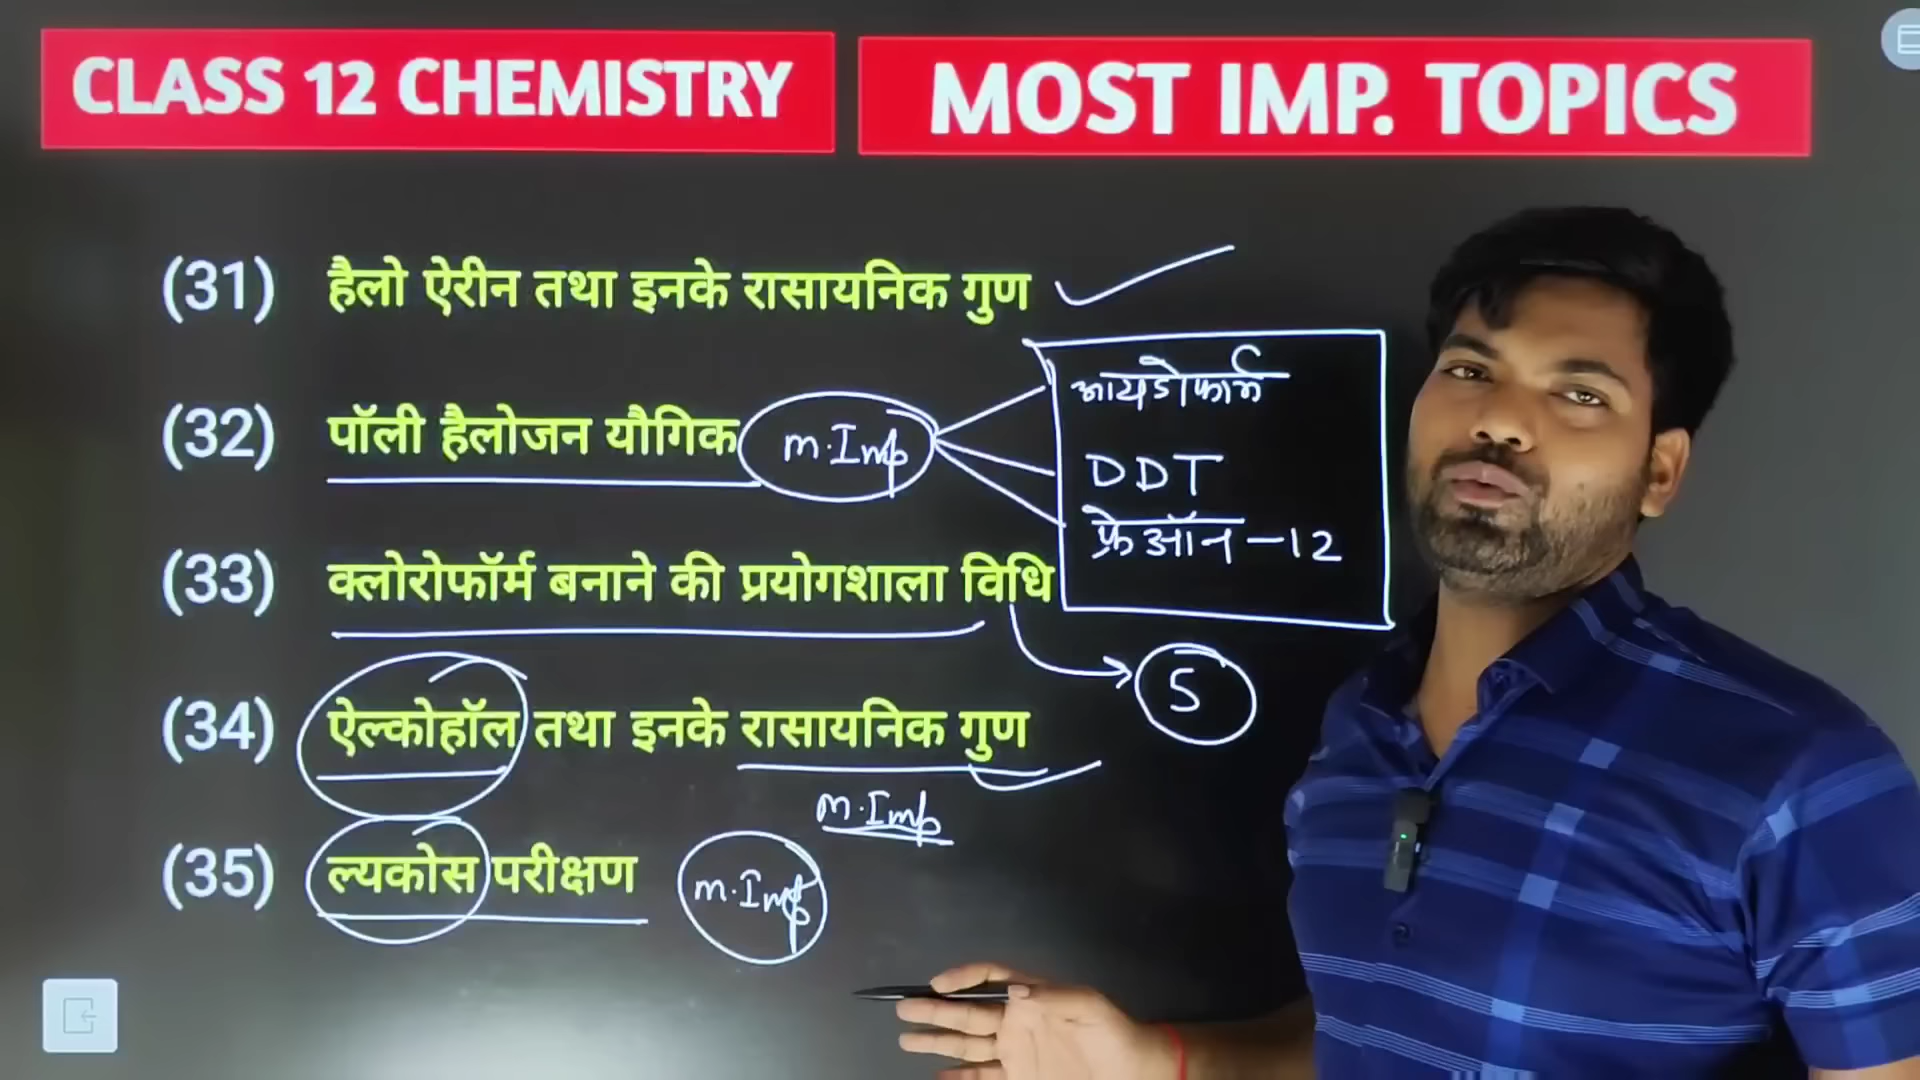 CLASS 12 CHEMISTRY
MOST IMP. TOPICS
(31) हैलो ऐरीन तथा इनके रासायनिक गुण
(32) पॉली हैलोजन यौगिक m.Imp
आयडोफार्म
DDT
फ्रेऑन-12
(33) क्लोरोफॉर्म बनाने की प्रयोगशाला विधि
5
(34) ऐल्कोहॉल तथा इनके रासायनिक गुण
m.Imp
(35) ल्यकोस परीक्षण m.Imp